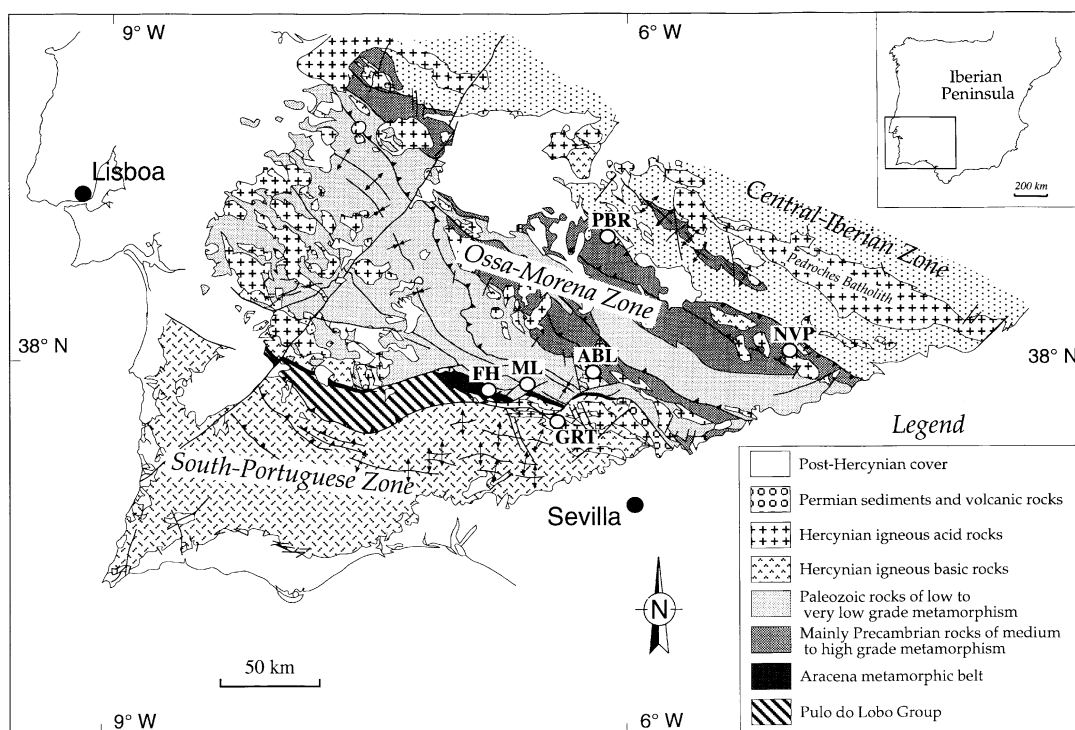 9° W
6° W
Iberian
Peninsula
200 km
Lisboa
Central-Iberian Zone
PBR
Pedroches Batholith
Ossa-Morena Zone
NVP
38° N
38° N
ABL
ML
FH
GRT
South-Portuguese Zone
Sevilla
N
50 km
9° W
6° W
Legend
Post-Hercynian cover
Permian sediments and volcanic rocks
Hercynian igneous acid rocks
Hercynian igneous basic rocks
Paleozoic rocks of low to
very low grade metamorphism
Mainly Precambrian rocks of medium
to high grade metamorphism
Aracena metamorphic belt
Pulo do Lobo Group